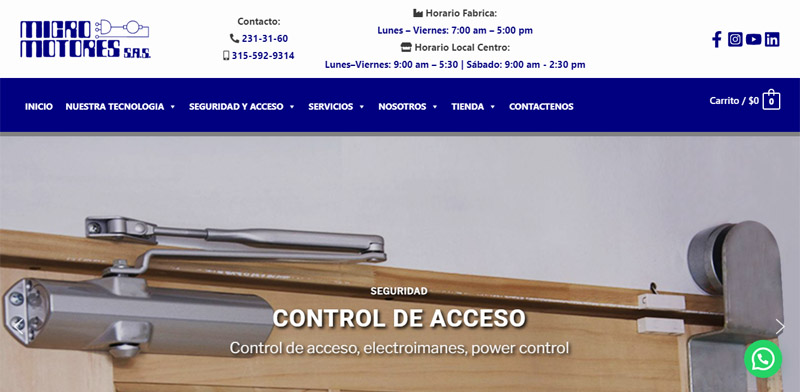 MICRO
MOTORES S.A.S.
Contacto:
231-31-60
315-592-9314
Horario Fabrica:
Lunes – Viernes: 7:00 am – 5:00 pm
Horario Local Centro:
Lunes–Viernes: 9:00 am – 5:30 | Sábado: 9:00 am - 2:30 pm
INICIO NUESTRA TECNOLOGIA SEGURIDAD Y ACCESO SERVICIOS NOSOTROS TIENDA CONTACTENOS
Carrito / $0 0
SEGURIDAD
CONTROL DE ACCESO
Control de acceso, electroimanes, power control